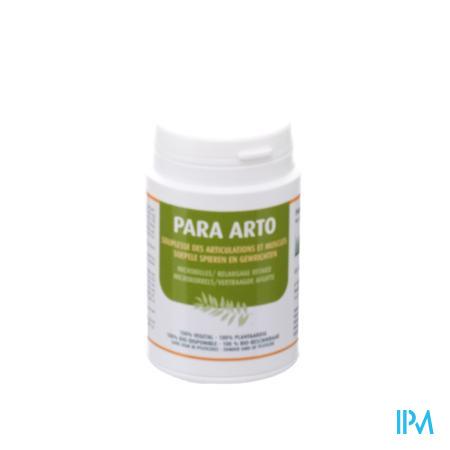 PARA ARTO
SOUPLESSE DES ARTICULATIONS ET MUSCLES
SOEPELE SPIEREN EN GEWRICHTEN
MICROBILLES/ RELARGAGE RETARD
MICROKORRELS/VERTRAAGDE AFGIFTE
100% VEGETAL - 100% PLANTAARDIG
100% BIO DISPONIBLE - 100 % BIO BESCHIKBAAR
IPM